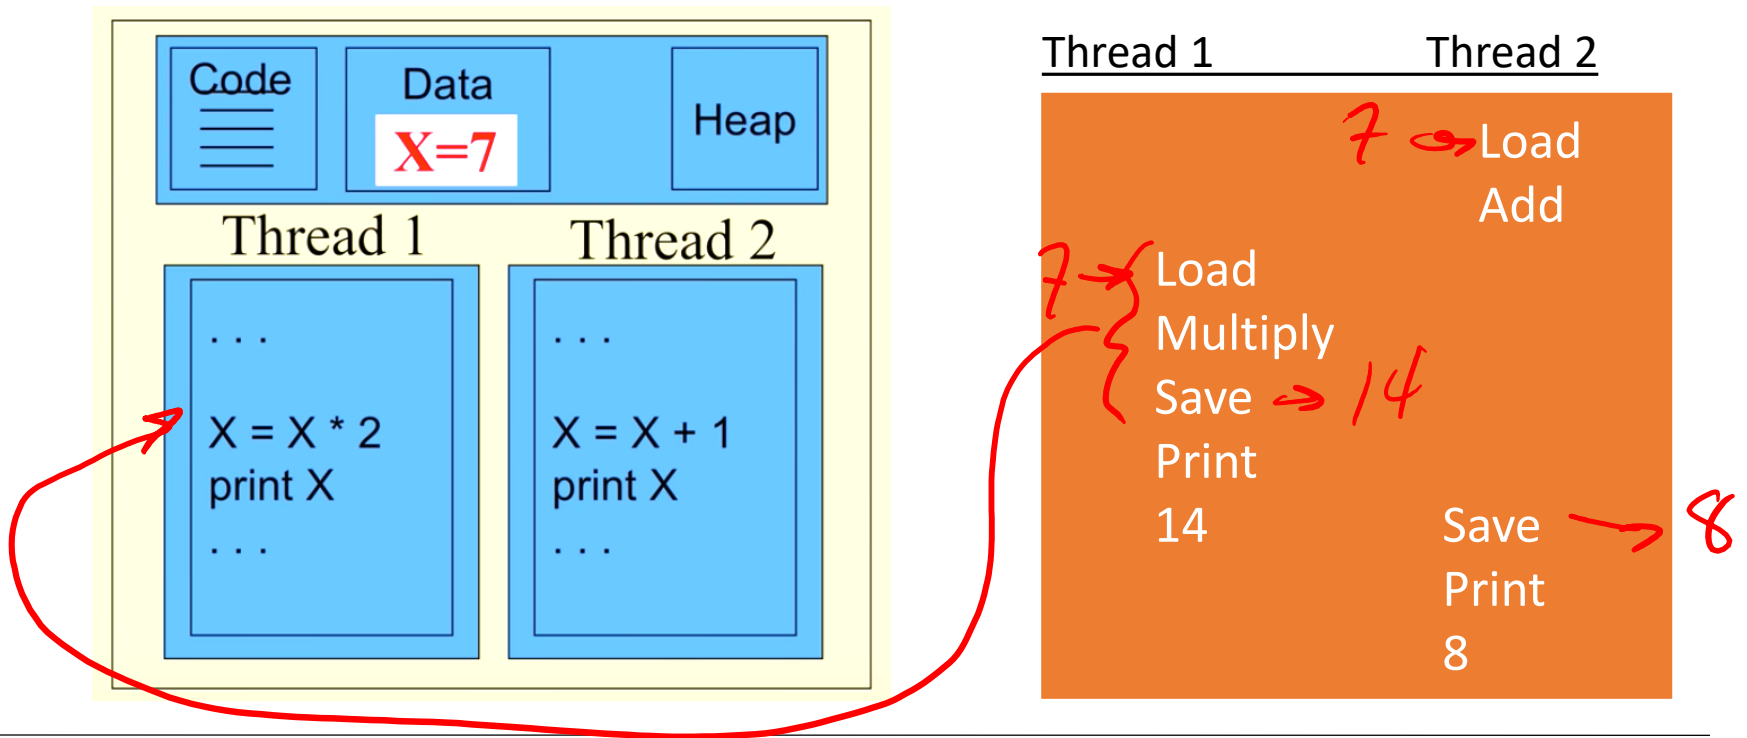 Code
Data
X=7
Heap
Thread 1
Thread 2
. . .
X = X * 2
print X
. . .
. . .
X = X + 1
print X
. . .
Thread 1 Thread 2
7 Load
Add
7 Load
Multiply
Save 14
Print
14
Save 8
Print
8